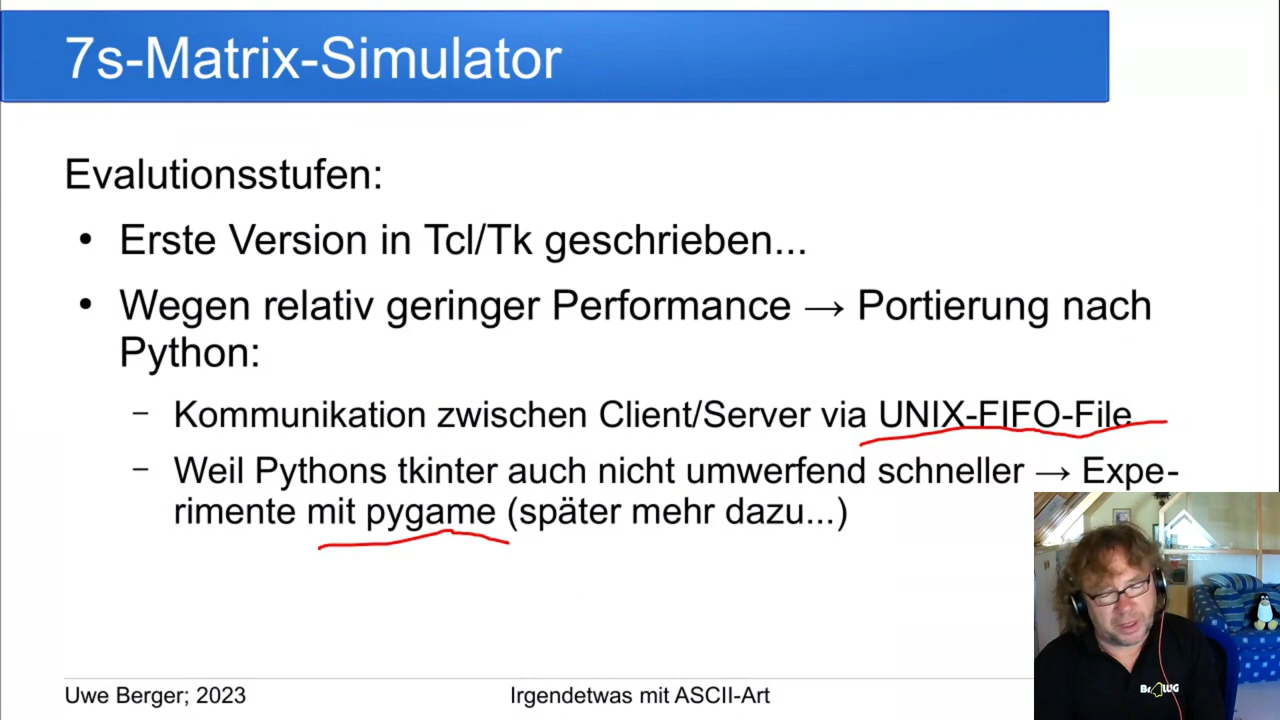 7s-Matrix-Simulator
Evalutionsstufen:
• Erste Version in Tcl/Tk geschrieben...
• Wegen relativ geringer Performance → Portierung nach
Python:
– Kommunikation zwischen Client/Server via UNIX-FIFO-File
– Weil Pythons tkinter auch nicht umwerfend schneller → Expe-
rimente mit pygame (später mehr dazu...)
Uwe Berger; 2023
Irgendetwas mit ASCII-Art